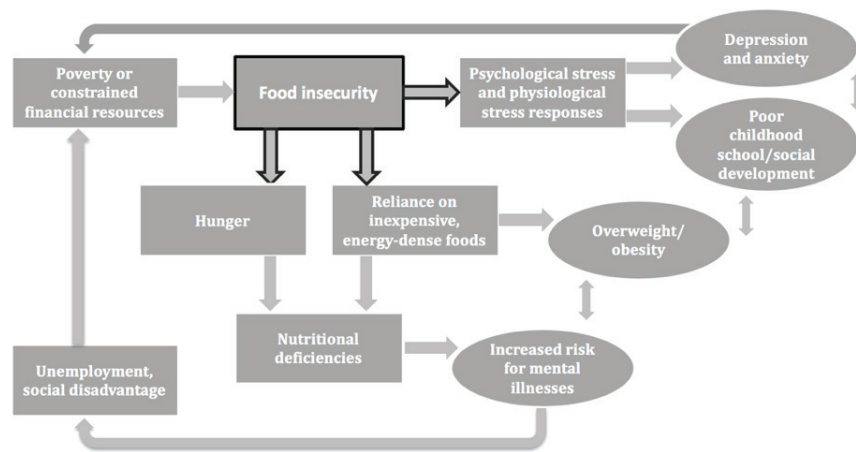 Depression
and anxiety
Poverty or
constrained
financial resources
Food insecurity
Psychological stress
and physiological
stress responses
Poor
childhood
school/social
development
Hunger
Reliance on
inexpensive,
energy-dense foods
Overweight/
obesity
Nutritional
deficiencies
Increased risk
for mental
illnesses
Unemployment,
social disadvantage